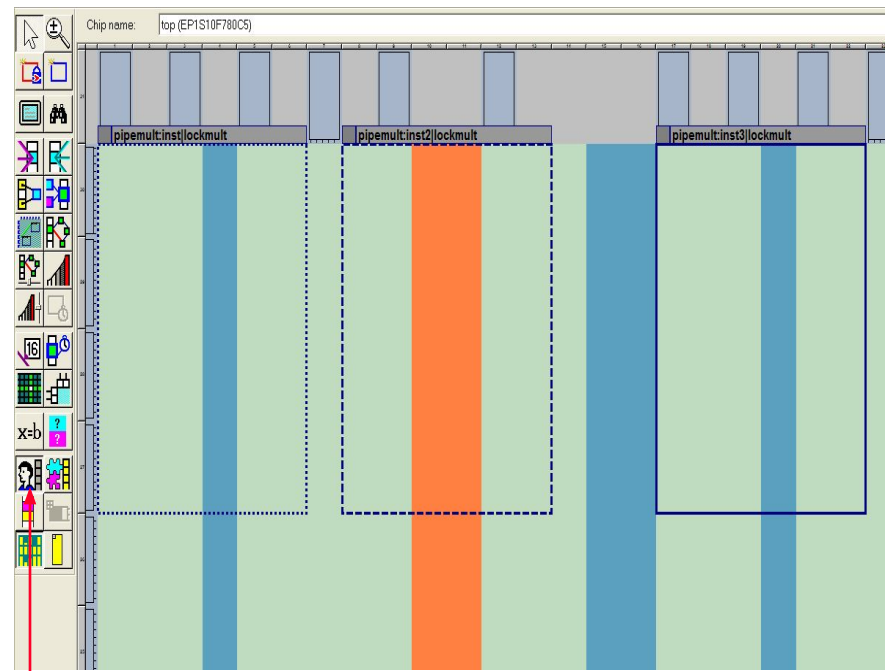 Chip name: top (EP1S10F780C5)
pipemult:inst|lockmult pipemult:inst2|lockmult pipemult:inst3|lockmult
16
x=b
?
?